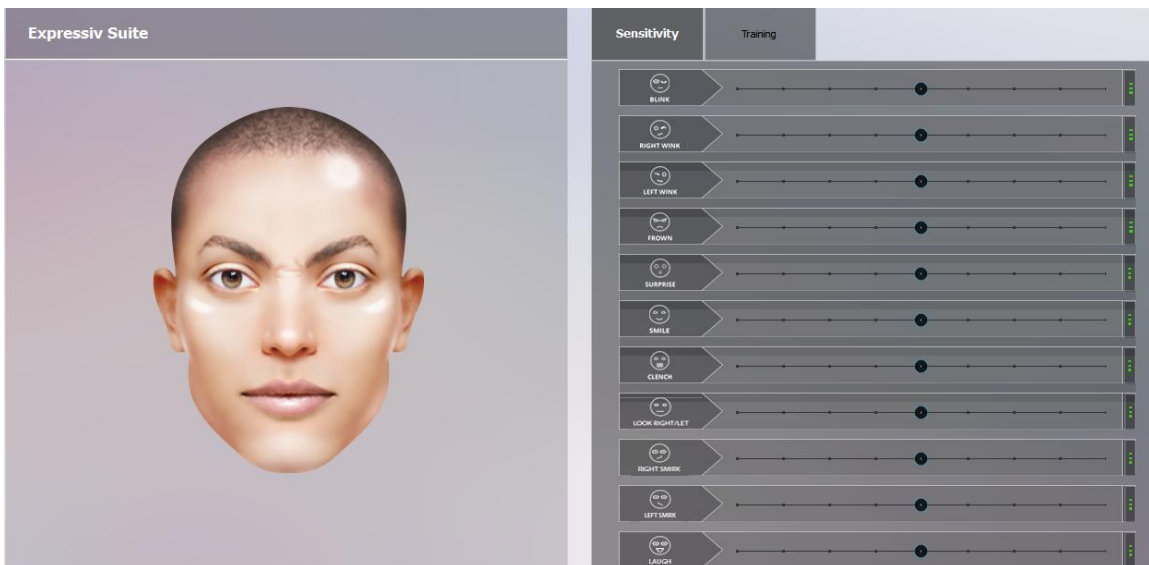 Expressiv Suite
Sensitivity
Training
BLINK
RIGHT WINK
LEFT WINK
FROWN
SURPRISE
SMILE
CLENCH
LOOK RIGHT/LET
RIGHT SMIRK
LEFT SMIRK
LAUGH